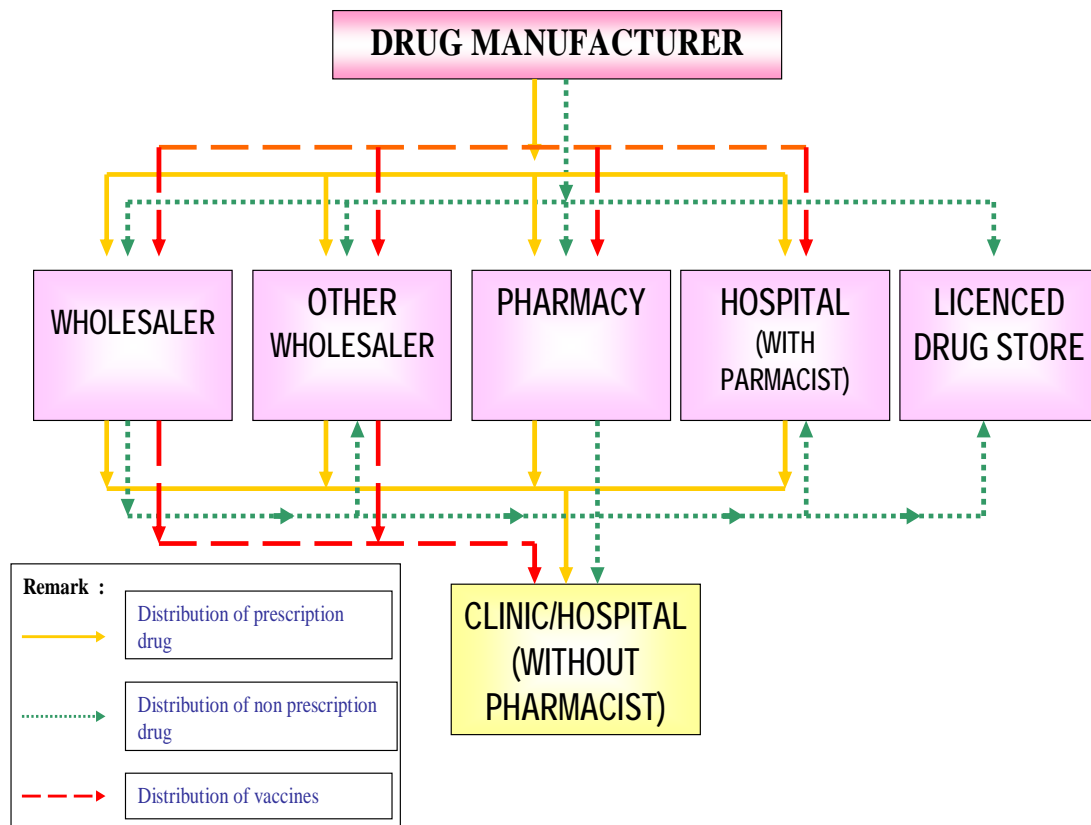 DRUG MANUFACTURER
WHOLESALER
OTHER
WHOLESALER
PHARMACY
HOSPITAL
(WITH
PARMACIST)
LICENCED
DRUG STORE
CLINIC/HOSPITAL
(WITHOUT
PHARMACIST)
Remark :
Distribution of prescription
drug
Distribution of non prescription
drug
Distribution of vaccines